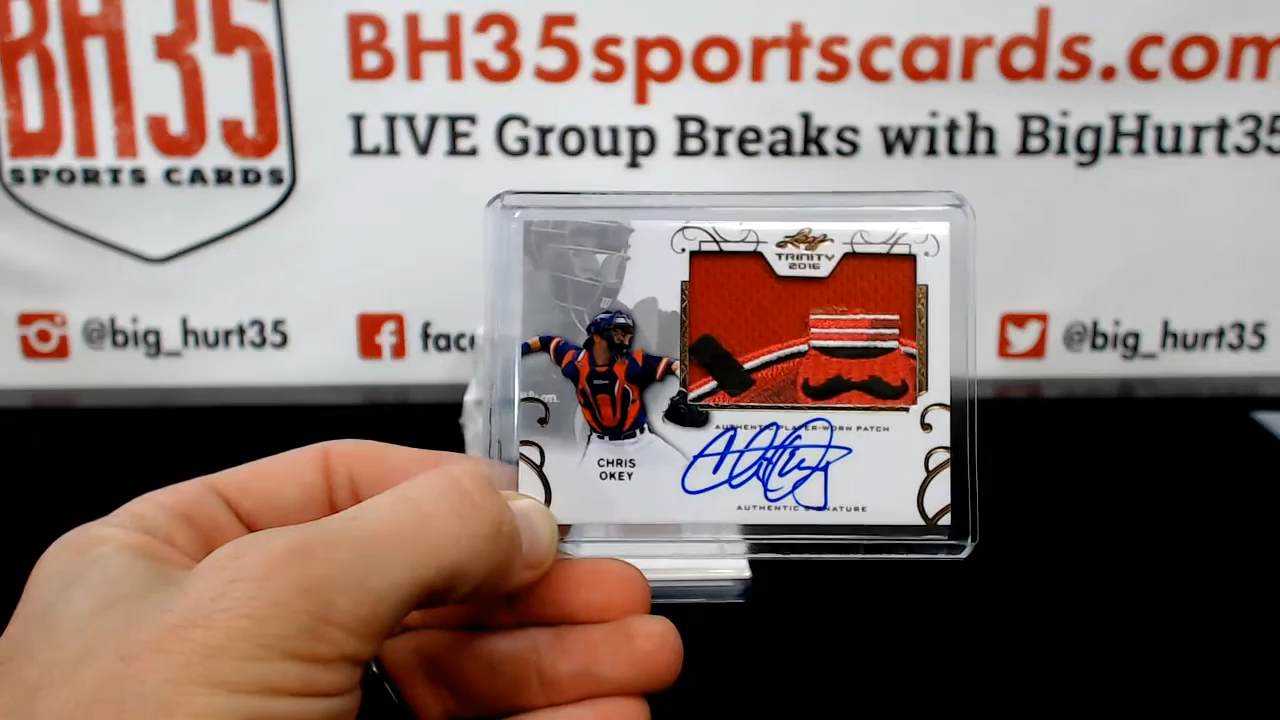 BH35
SPORTS CARDS
BH35sportscards.com
LIVE Group Breaks with BigHurt35
@big_hurt35
@big_hurt35
Leaf
TRINITY
2016
AUTHENTIC PLAYER-WORN PATCH
CHRIS
OKEY
AUTHENTIC SIGNATURE